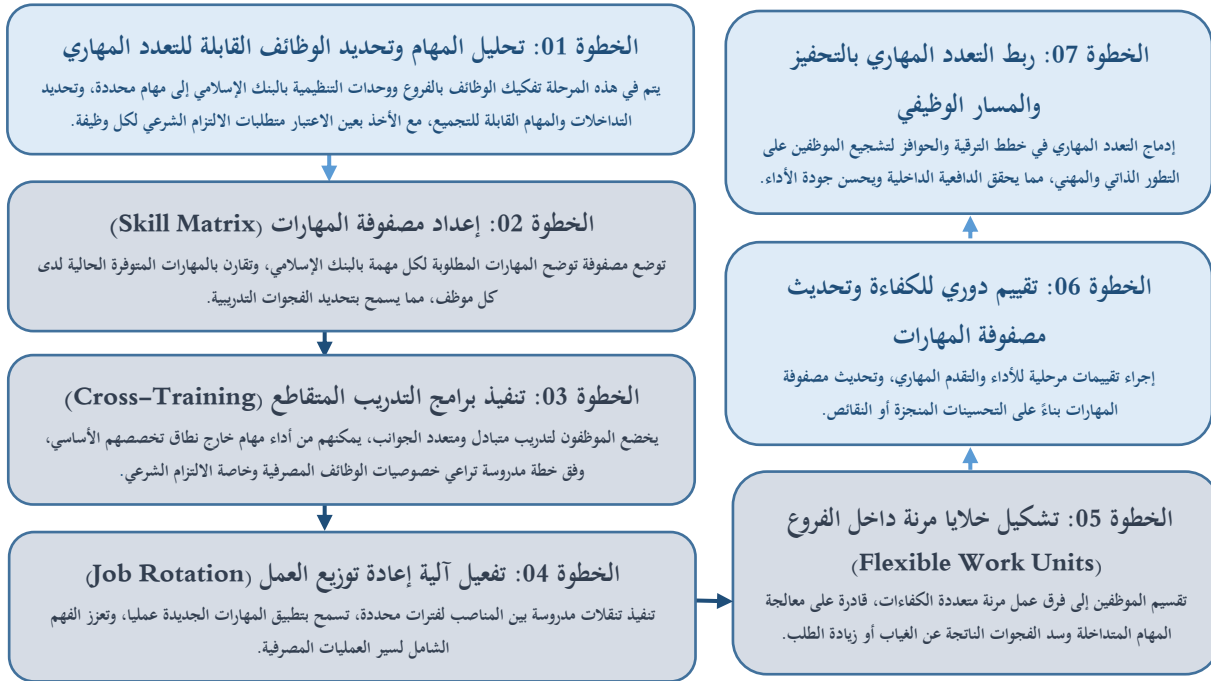 الخطوة 01: تحليل المهام وتحديد الوظائف القابلة للتعدد المهاري
يتم في هذه المرحلة تفكيك الوظائف بالفروع ووحدات التنظيمية بالبنك الإسلامي إلى مهام محددة، وتحديد
التداخلات والمهام القابلة للتجميع، مع الأخذ بعين الاعتبار متطلبات الالتزام الشرعي لكل وظيفة.
الخطوة 02: إعداد مصفوفة المهارات (Skill Matrix)
توضع مصفوفة توضح المهارات المطلوبة لكل مهمة بالبنك الإسلامي، وتقارن بالمهارات المتوفرة الحالية لدى
كل موظف، مما يسمح بتحديد الفجوات التدريبية.
الخطوة 03: تنفيذ برامج التدريب المتقاطع (Cross-Training)
يخضع الموظفون لتدريب متبادل ومتعدد الجوانب، يمكنهم من أداء مهام خارج نطاق تخصصهم الأساسي،
وفق خطة مدروسة تراعي خصوصيات الوظائف المصرفية وخاصة الالتزام الشرعي.
الخطوة 04: تفعيل آلية إعادة توزيع العمل (Job Rotation)
تنفيذ تنقلات مدروسة بين المناصب لفترات محددة، تسمح بتطبيق المهارات الجديدة عمليا، وتعزز الفهم
الشامل لسير العمليات المصرفية.
الخطوة 05: تشكيل خلايا مرنة داخل الفروع
(Flexible Work Units)
تقسيم الموظفين إلى فرق عمل مرنة متعددة الكفاءات، قادرة على معالجة
المهام المتداخلة وسد الفجوات الناتجة عن الغياب أو زيادة الطلب.
الخطوة 06: تقييم دوري للكفاءة وتحديث
مصفوفة المهارات
إجراء تقييمات مرحلية للأداء والتقدم المهاري، وتحديث مصفوفة
المهارات بناءً على التحسينات المنجزة أو النقائص.
الخطوة 07: ربط التعدد المهاري بالتحفيز
والمسار الوظيفي
إدماج التعدد المهاري في خطط الترقية والحوافز لتشجيع الموظفين على
التطور الذاتي والمهني، مما يحقق الدافعية الداخلية ويحسن جودة الأداء.